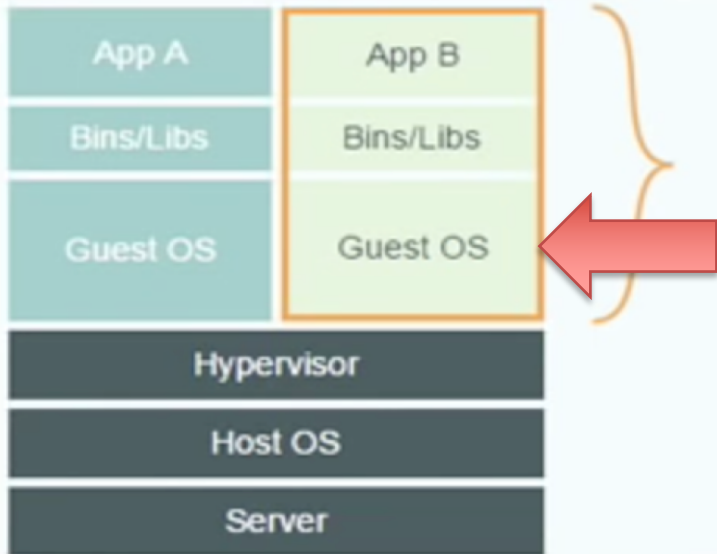 App A
App B
Bins/Libs
Bins/Libs
Guest OS
Guest OS
Hypervisor
Host OS
Server